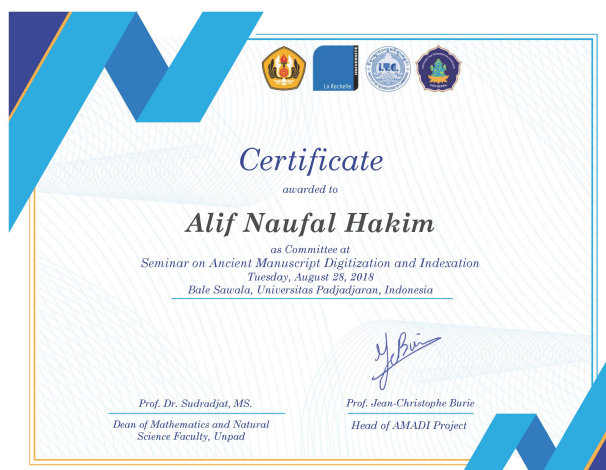 La Rochelle
UNIVERSITÉ
I.T.C.
Certificate
awarded to
Alif Naufal Hakim
as Committee at
Seminar on Ancient Manuscript Digitization and Indexation
Tuesday, August 28, 2018
Bale Sawala, Universitas Padjadjaran, Indonesia
Prof. Dr. Sudradjat, MS.
Dean of Mathematics and Natural
Science Faculty, Unpad
Prof. Jean-Christophe Burie
Head of AMADI Project